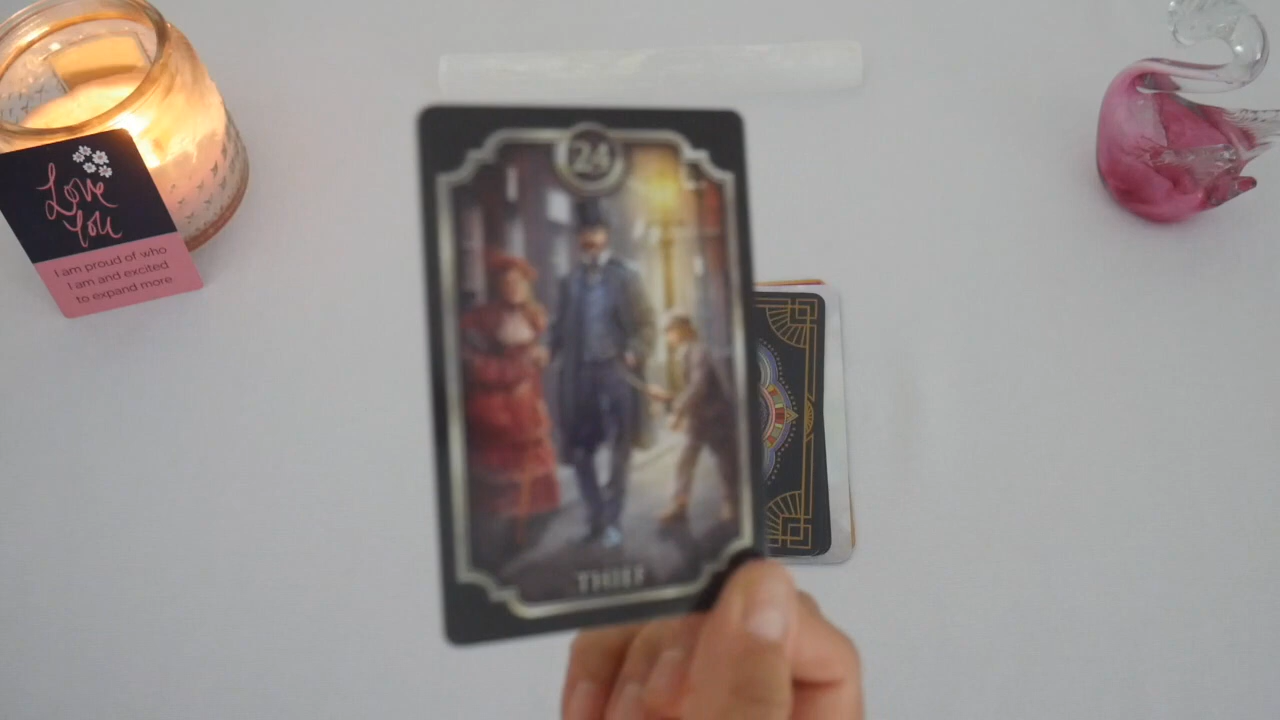 Love
You
I am proud of who
I am and excited
to expand more
24
THIEF